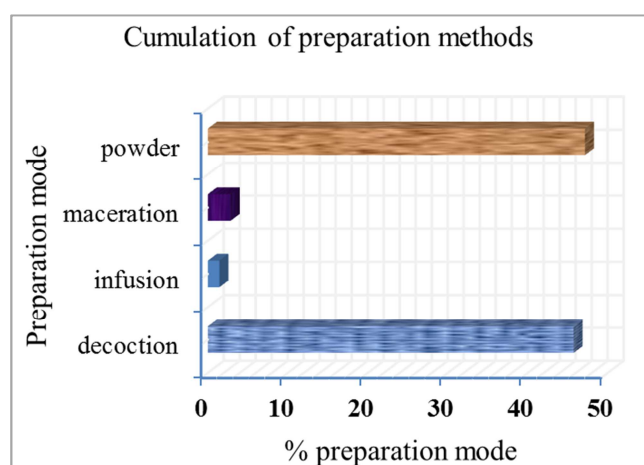 Cumulation of preparation methods
Preparation mode
powder
maceration
infusion
decoction
0 10 20 30 40 50
% preparation mode